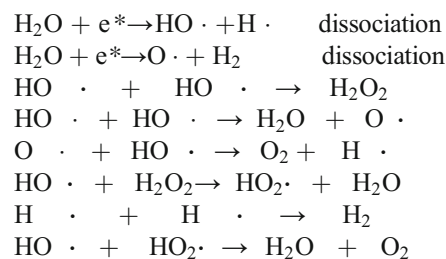 H₂O + e*→HO · +H · dissociation
H₂O + e*→O · + H₂ dissociation
HO · + HO · → H₂O₂
HO · + HO · → H₂O + O ·
O · + HO · → O₂ + H ·
HO · + H₂O₂→ HO₂· + H₂O
H · + H · → H₂
HO · + HO₂· → H₂O + O₂